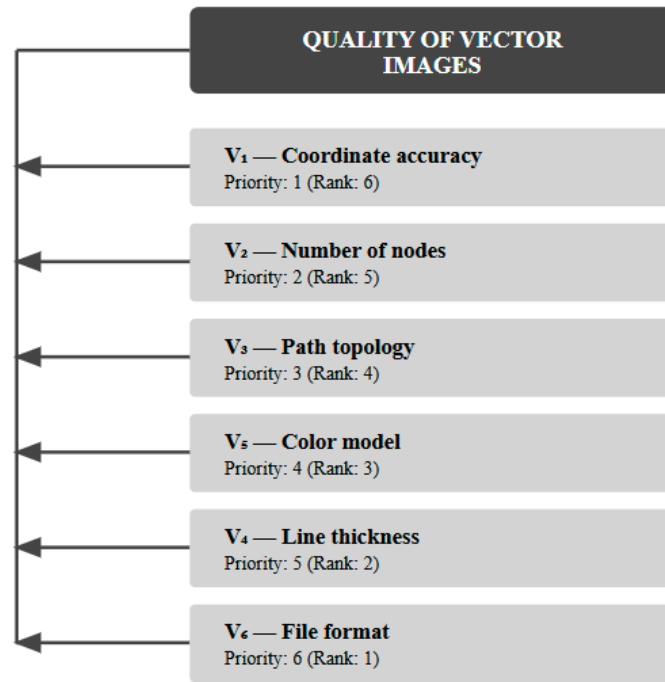 QUALITY OF VECTOR
IMAGES
V₁ — Coordinate accuracy
Priority: 1 (Rank: 6)
V₂ — Number of nodes
Priority: 2 (Rank: 5)
V₃ — Path topology
Priority: 3 (Rank: 4)
V₅ — Color model
Priority: 4 (Rank: 3)
V₄ — Line thickness
Priority: 5 (Rank: 2)
V₆ — File format
Priority: 6 (Rank: 1)